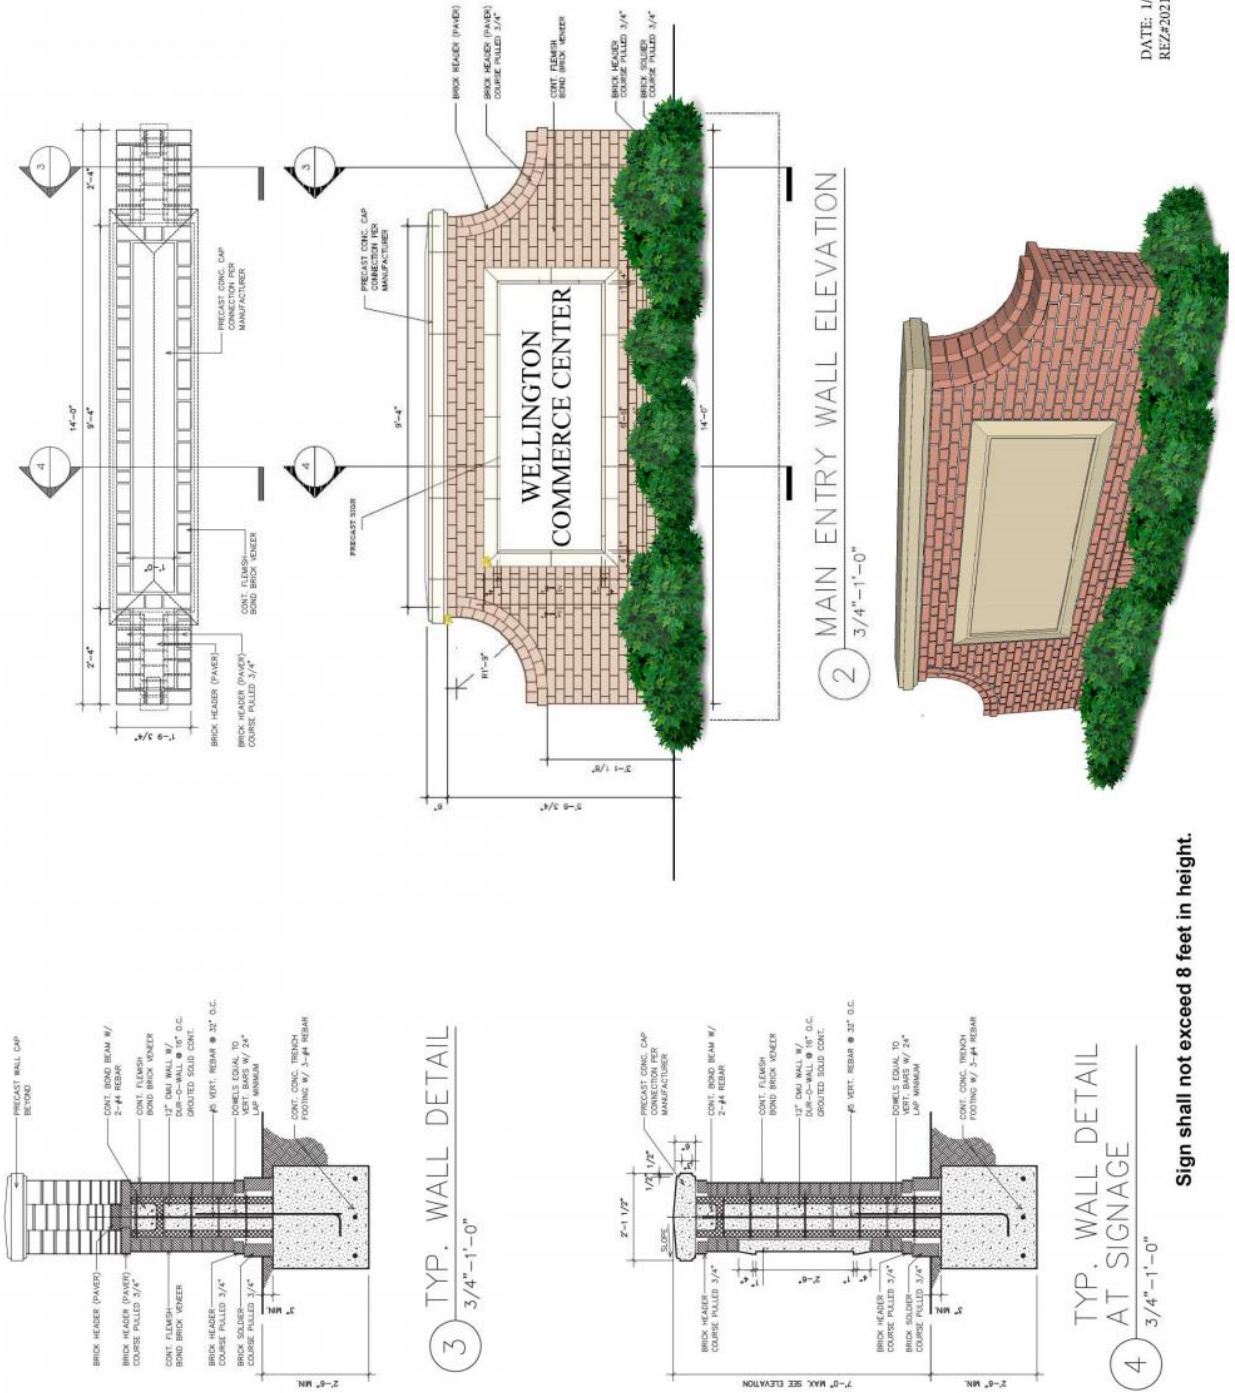 DATE: 1/
REZ#2021
3
4
14'-0"
2'-4"
9'-4"
2'-4"
1'-9 3/4"
1'-0"
PRECAST CONC. CAP
CONNECTION PER
MANUFACTURER
CONT. FLEMISH
BOND BRICK VENEER
BRICK HEADER (PAVER)
BRICK HEADER (PAVER)
COURSE PULLED 3/4"
3
4
BRICK HEADER (PAVER)
BRICK HEADER (PAVER)
COURSE PULLED 3/4"
CONT. FLEMISH
BOND BRICK VENEER
BRICK HEADER
COURSE PULLED 3/4"
BRICK SOLDIER
COURSE PULLED 3/4"
PRECAST CONC. CAP
CONNECTION PER
MANUFACTURER
9'-4"
PRECAST SIGN
WELLINGTON
COMMERCE CENTER
R1'-9"
6"
3'-1 1/8"
14'-0"
2
MAIN ENTRY WALL ELEVATION
3/4"-1'-0"
PRECAST WALL CAP
BEYOND
CONT. BOND BEAM W/
2-#4 REBAR
CONT. FLEMISH
BOND BRICK VENEER
12" CMU WALL W/
DUR-O-WALL @ 16" O.C.
GROUTED SOLID CONT.
#5 VERT. REBAR @ 32" O.C.
DOWELS EQUAL TO
VERT. BARS W/ 24"
LAP MINIMUM
CONT. CONC. TRENCH
FOOTING W/ 3-#4 REBAR
BRICK HEADER (PAVER)
BRICK HEADER (PAVER)
COURSE PULLED 3/4"
CONT. FLEMISH
BOND BRICK VENEER
BRICK HEADER
COURSE PULLED 3/4"
BRICK SOLDIER
COURSE PULLED 3/4"
3" MIN.
2'-6" MIN.
3
TYP. WALL DETAIL
3/4"-1'-0"
PRECAST CONC. CAP
CONNECTION PER
MANUFACTURER
CONT. BOND BEAM W/
2-#4 REBAR
CONT. FLEMISH
BOND BRICK VENEER
12" CMU WALL W/
DUR-O-WALL @ 16" O.C.
GROUTED SOLID CONT.
#5 VERT. REBAR @ 32" O.C.
DOWELS EQUAL TO
VERT. BARS W/ 24"
LAP MINIMUM
CONT. CONC. TRENCH
FOOTING W/ 3-#4 REBAR
2'-1 1/2"
1/2"
1/2"
6"
SLOPE
4"
1"
2'-6"
1"
4"
BRICK HEADER
COURSE PULLED 3/4"
BRICK HEADER
COURSE PULLED 3/4"
BRICK SOLDIER
COURSE PULLED 3/4"
3" MIN.
7'-0" MAX. SEE ELEVATION
2'-6" MIN.
4
TYP. WALL DETAIL
AT SIGNAGE
3/4"-1'-0"
Sign shall not exceed 8 feet in height.